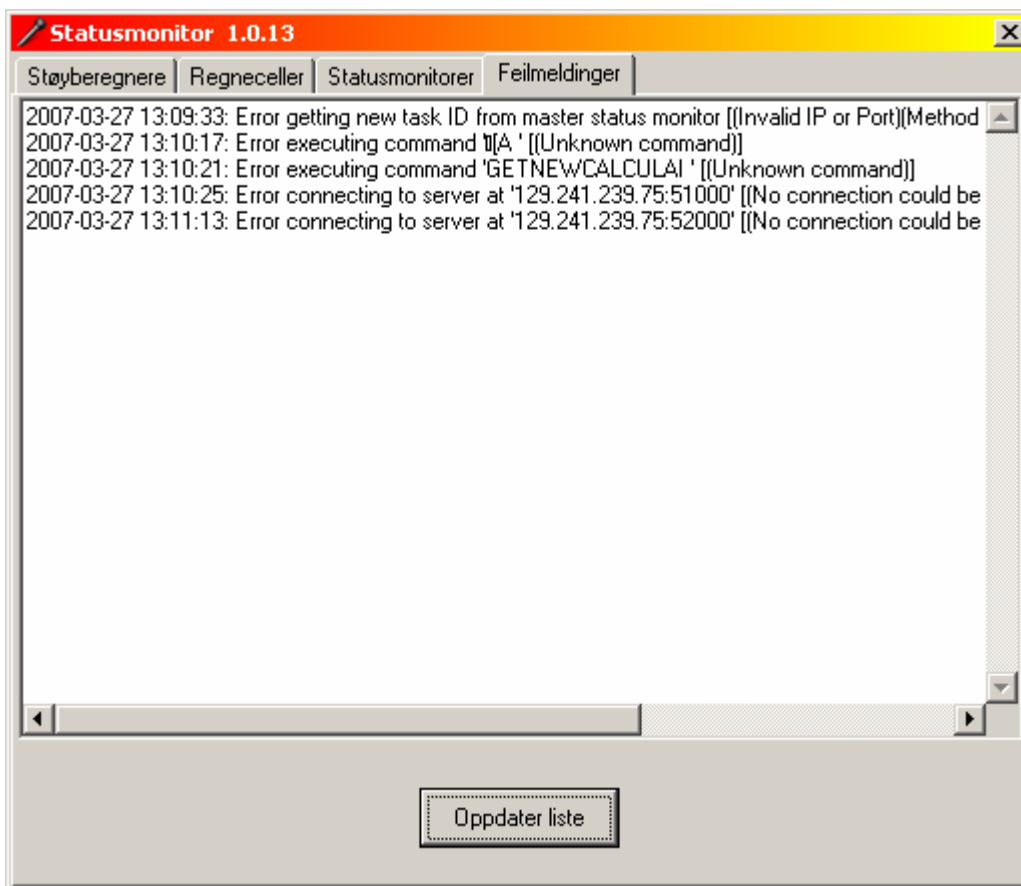 Statusmonitor 1.0.13
Støyberegnere Regneceller Statusmonitorer Feilmeldinger
2007-03-27 13:09:33: Error getting new task ID from master status monitor [(Invalid IP or Port)(Method
2007-03-27 13:10:17: Error executing command '[A ' [(Unknown command)]
2007-03-27 13:10:21: Error executing command 'GETNEWCALCULAI ' [(Unknown command)]
2007-03-27 13:10:25: Error connecting to server at '129.241.239.75:51000' [(No connection could be
2007-03-27 13:11:13: Error connecting to server at '129.241.239.75:52000' [(No connection could be
Oppdater liste